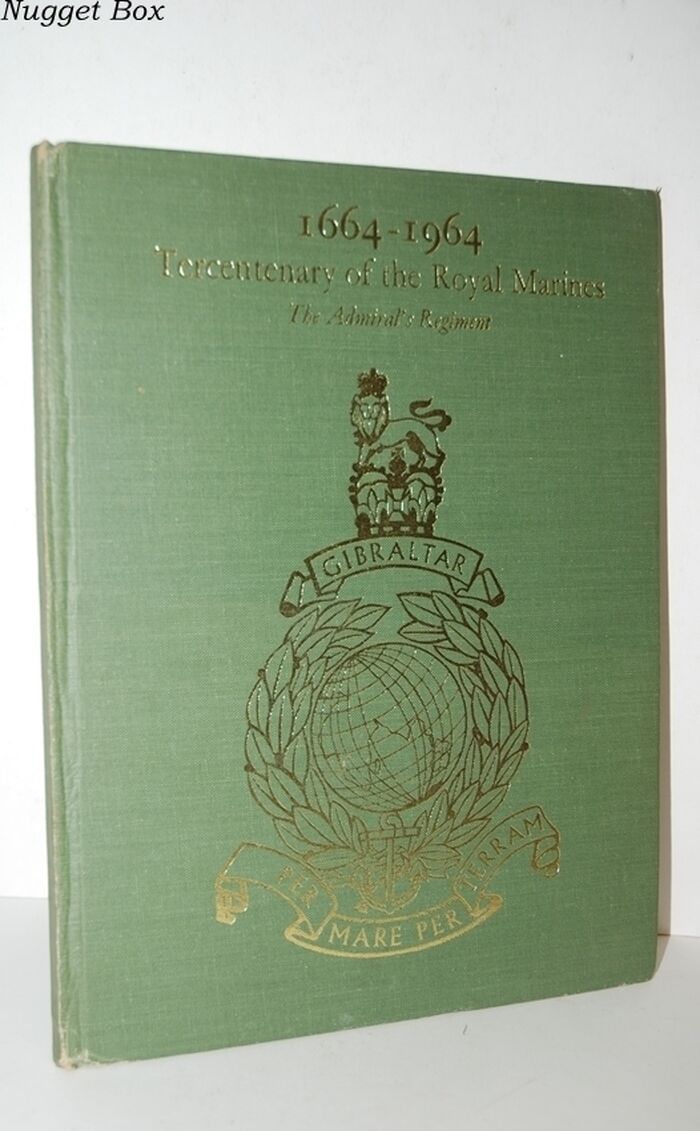 Nugget Box
1664-1964
Tercentenary of the Royal Marines
The Admiral's Regiment
GIBRALTAR
PER
MARE PER
TERRAM